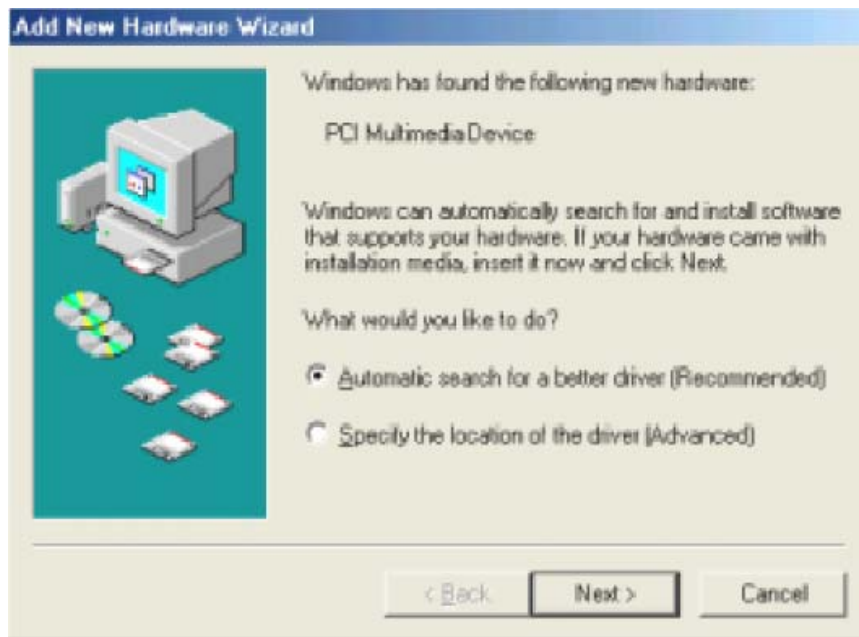 Add New Hardware Wizard
Windows has found the following new hardware:
PCI Multimedia Device
Windows can automatically search for and install software
that supports your hardware. If your hardware came with
installation media, insert it now and click Next.
What would you like to do?
Automatic search for a better driver (Recommended)
Specify the location of the driver (Advanced)
< Back
Next >
Cancel